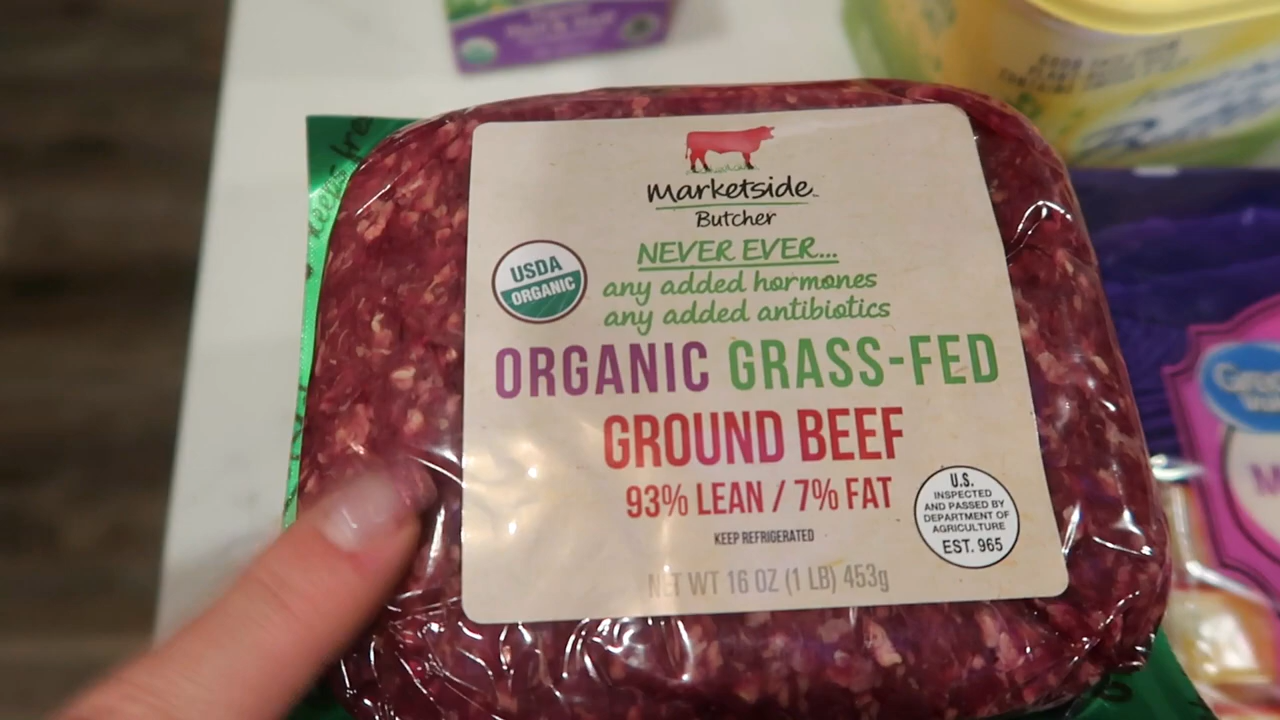 marketside
Butcher
NEVER EVER...
any added hormones
any added antibiotics
USDA
ORGANIC
ORGANIC GRASS-FED
GROUND BEEF
93% LEAN / 7% FAT
KEEP REFRIGERATED
NET WT 16 OZ (1 LB) 453g
U.S.
INSPECTED
AND PASSED BY
DEPARTMENT OF
AGRICULTURE
EST. 965